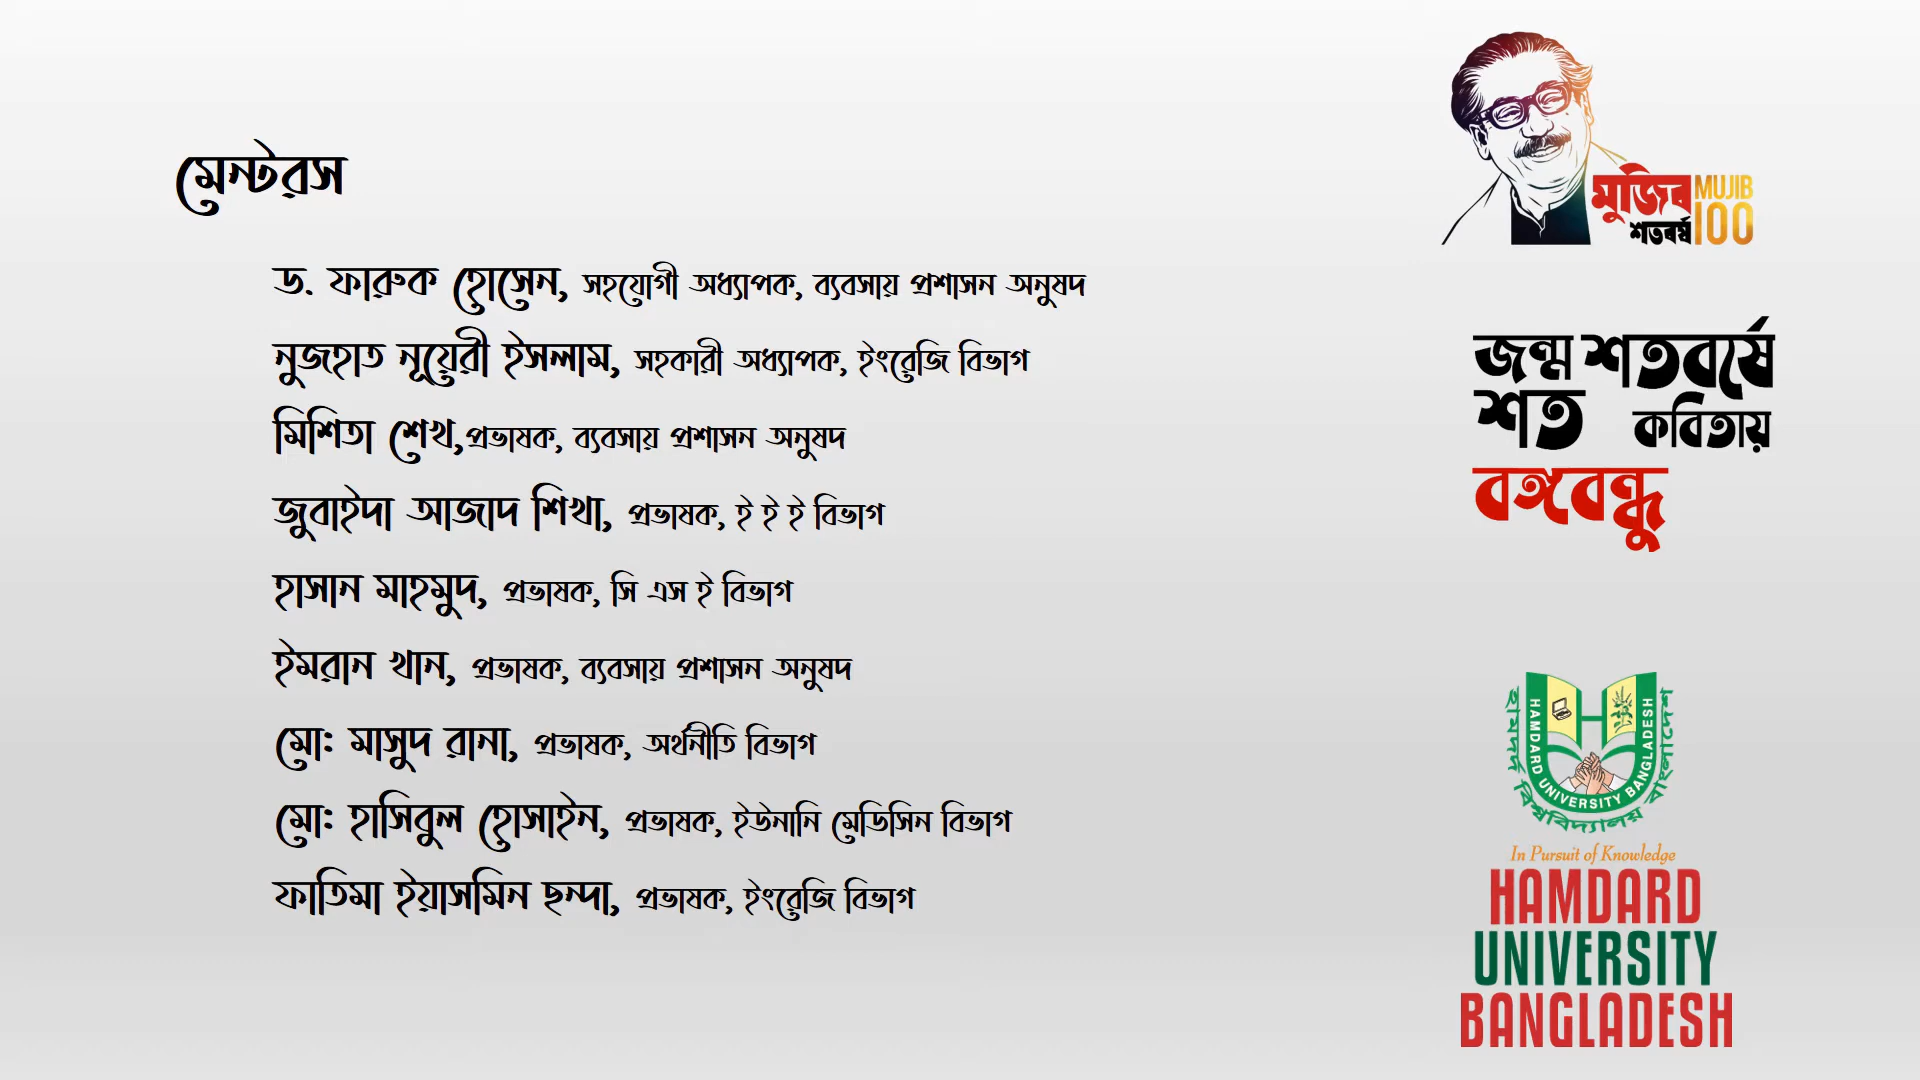 মেন্টরস
ড. ফারুক হোসেন, সহযোগী অধ্যাপক, ব্যবসায় প্রশাসন অনুষদ
নুজহাত নূয়েরী ইসলাম, সহকারী অধ্যাপক, ইংরেজি বিভাগ
মিশিতা শেখ,প্রভাষক, ব্যবসায় প্রশাসন অনুষদ
জুবাইদা আজাদ শিখা, প্রভাষক, ই ই ই বিভাগ
হাসান মাহমুদ, প্রভাষক, সি এস ই বিভাগ
ইমরান খান, প্রভাষক, ব্যবসায় প্রশাসন অনুষদ
মো: মাসুদ রানা, প্রভাষক, অর্থনীতি বিভাগ
মো: হাসিবুল হোসাইন, প্রভাষক, ইউনানি মেডিসিন বিভাগ
ফাতিমা ইয়াসমিন ছন্দা, প্রভাষক, ইংরেজি বিভাগ
মুজিব MUJIB
শতবর্ষ 100
জন্ম শতবর্ষে
শত কবিতায়
বঙ্গবন্ধু
HAMDARD UNIVERSITY BANGLADESH
হামদর্দ বিশ্ববিদ্যালয় বাংলাদেশ
In Pursuit of Knowledge
HAMDARD
UNIVERSITY
BANGLADESH